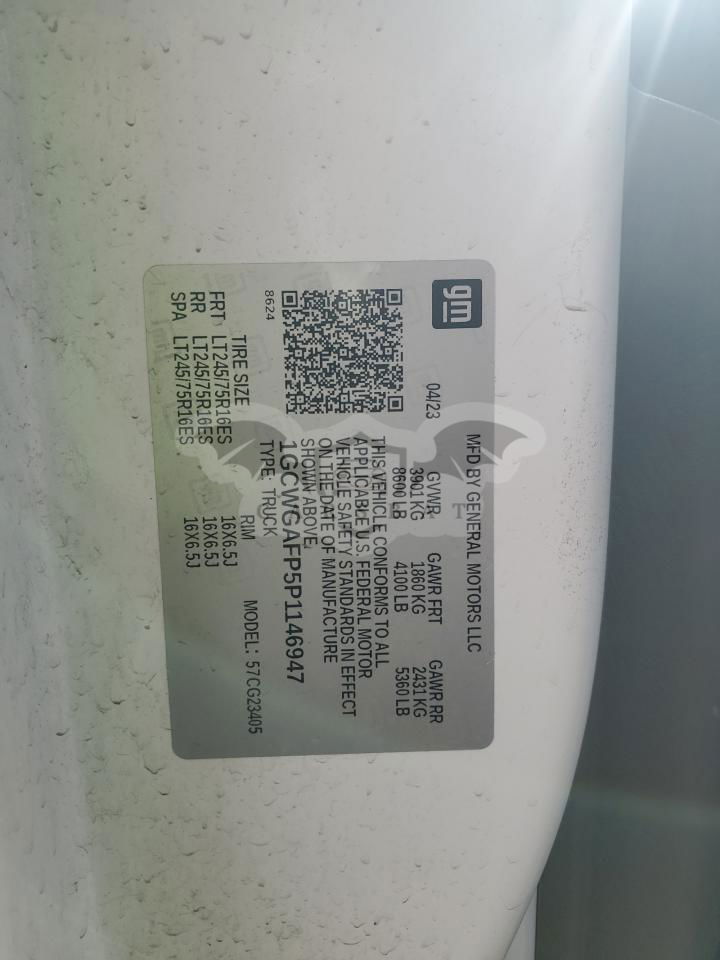 gm
MFD BY GENERAL MOTORS LLC
04/23 GVWR GAWR FRT GAWR RR
3901 KG 1860 KG 2431 KG
8600 LB 4100 LB 5360 LB
THIS VEHICLE CONFORMS TO ALL
APPLICABLE U.S. FEDERAL MOTOR
VEHICLE SAFETY STANDARDS IN EFFECT
ON THE DATE OF MANUFACTURE
SHOWN ABOVE.
1GCWGAFP5P1146947
8624 TYPE: TRUCK MODEL: 57CG23405
TIRE SIZE RIM
FRT LT245/75R16ES 16X6.5J
RR LT245/75R16ES 16X6.5J
SPA LT245/75R16ES 16X6.5J